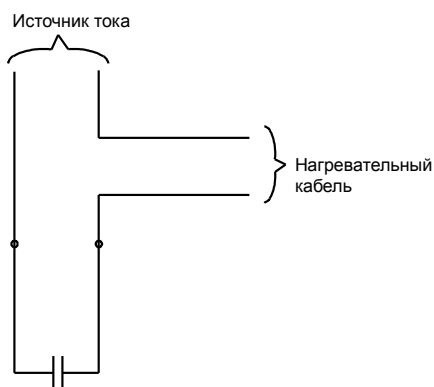 Источник тока
Нагревательный
кабель